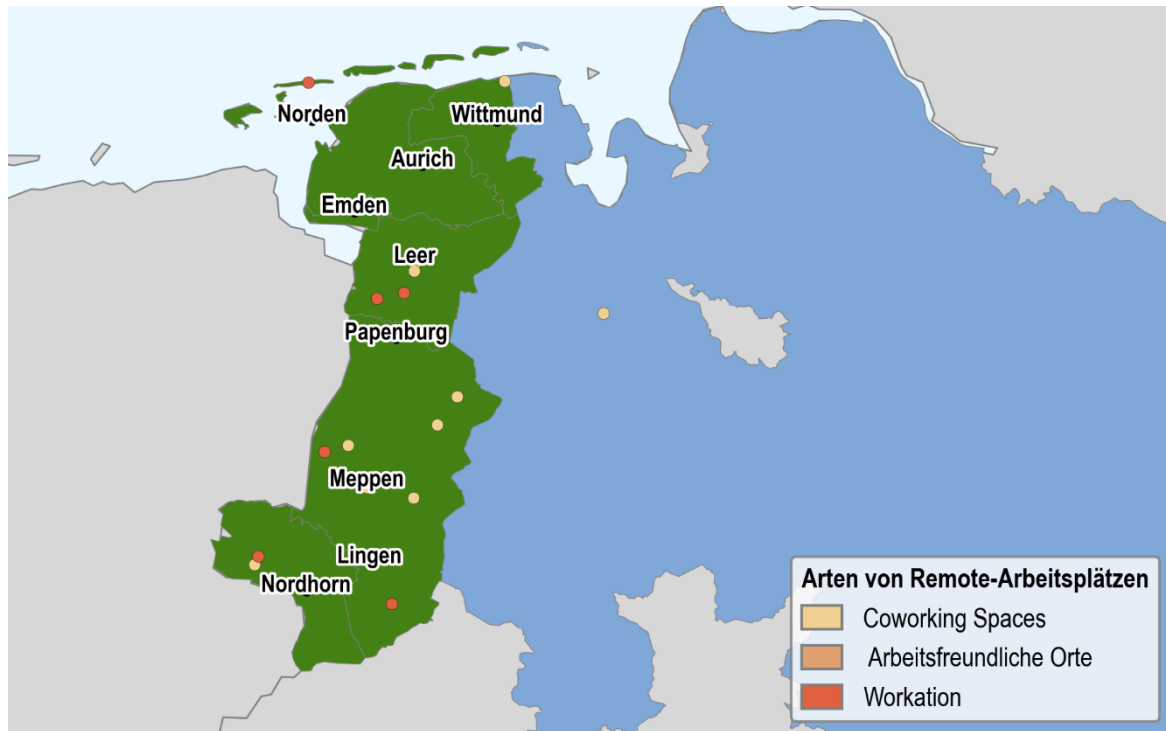 Norden
Wittmund
Aurich
Emden
Leer
Papenburg
Meppen
Lingen
Nordhorn
Arten von Remote-Arbeitsplätzen
Coworking Spaces
Arbeitsfreundliche Orte
Workation